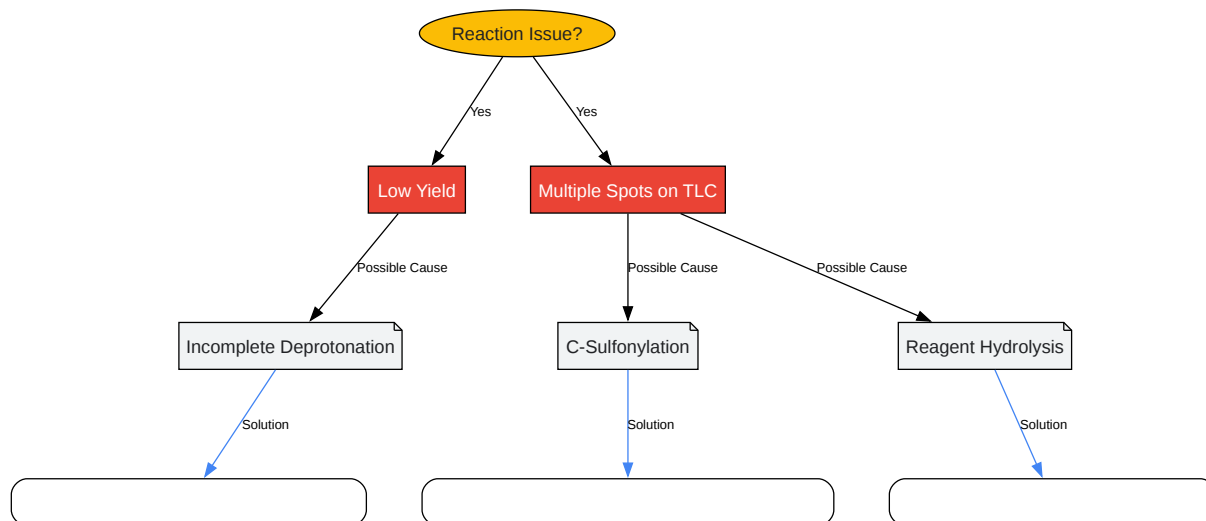 Reaction Issue?
Yes
Yes
Low Yield
Multiple Spots on TLC
Possible Cause
Possible Cause
Possible Cause
Incomplete Deprotonation
C-Sulfonylation
Reagent Hydrolysis
Solution
Solution
Solution